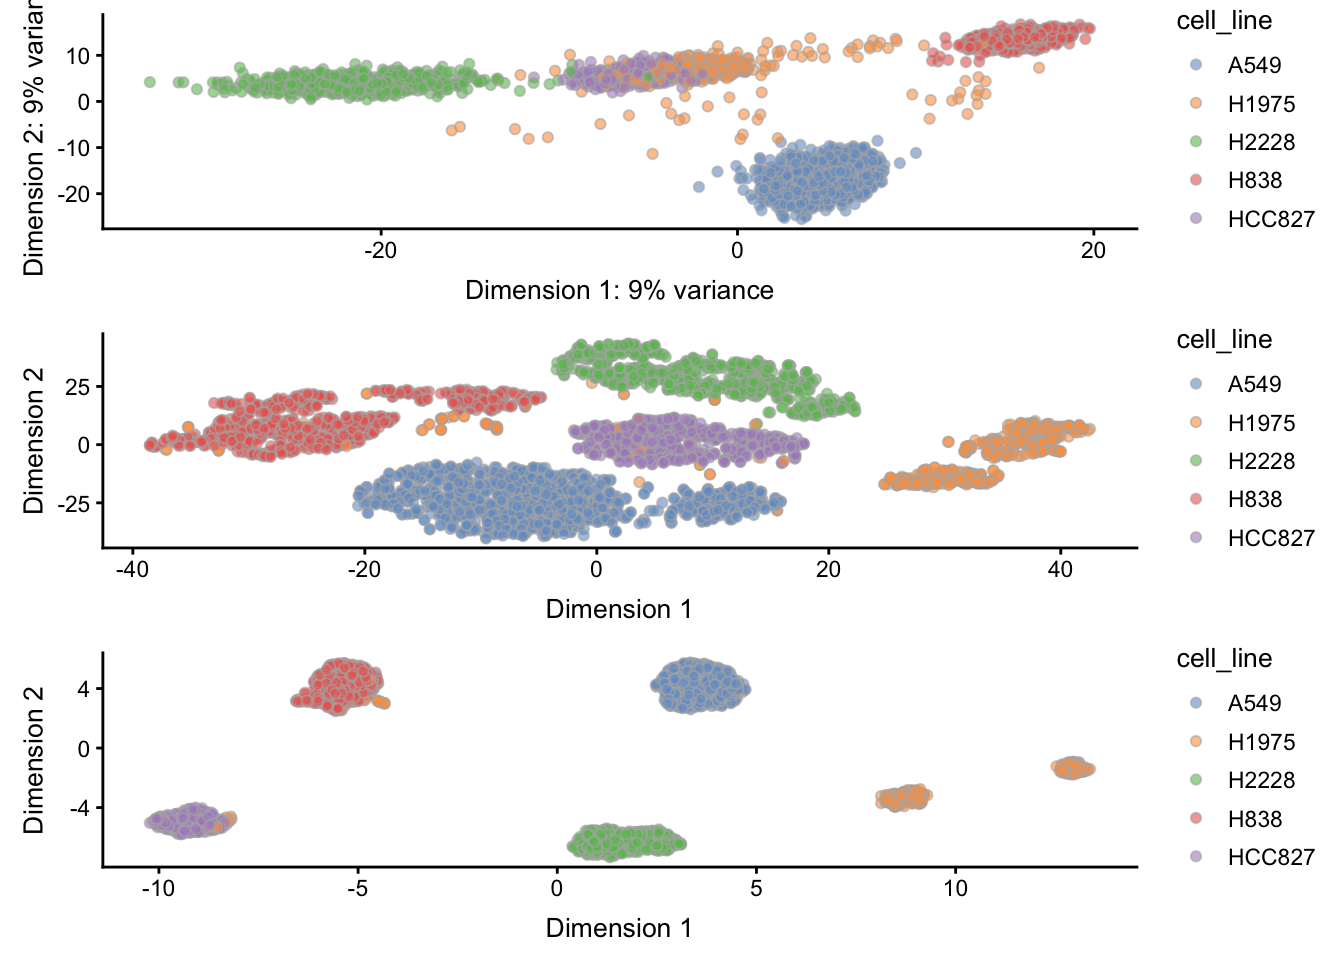 Dimension 2: 9% varian
10
0
-10
-20
-20
0
20
Dimension 1: 9% variance
cell_line
A549
H1975
H2228
H838
HCC827
Dimension 2
25
0
-25
-40
-20
0
20
40
Dimension 1
cell_line
A549
H1975
H2228
H838
HCC827
Dimension 2
4
0
-4
-10
-5
0
5
10
Dimension 1
cell_line
A549
H1975
H2228
H838
HCC827